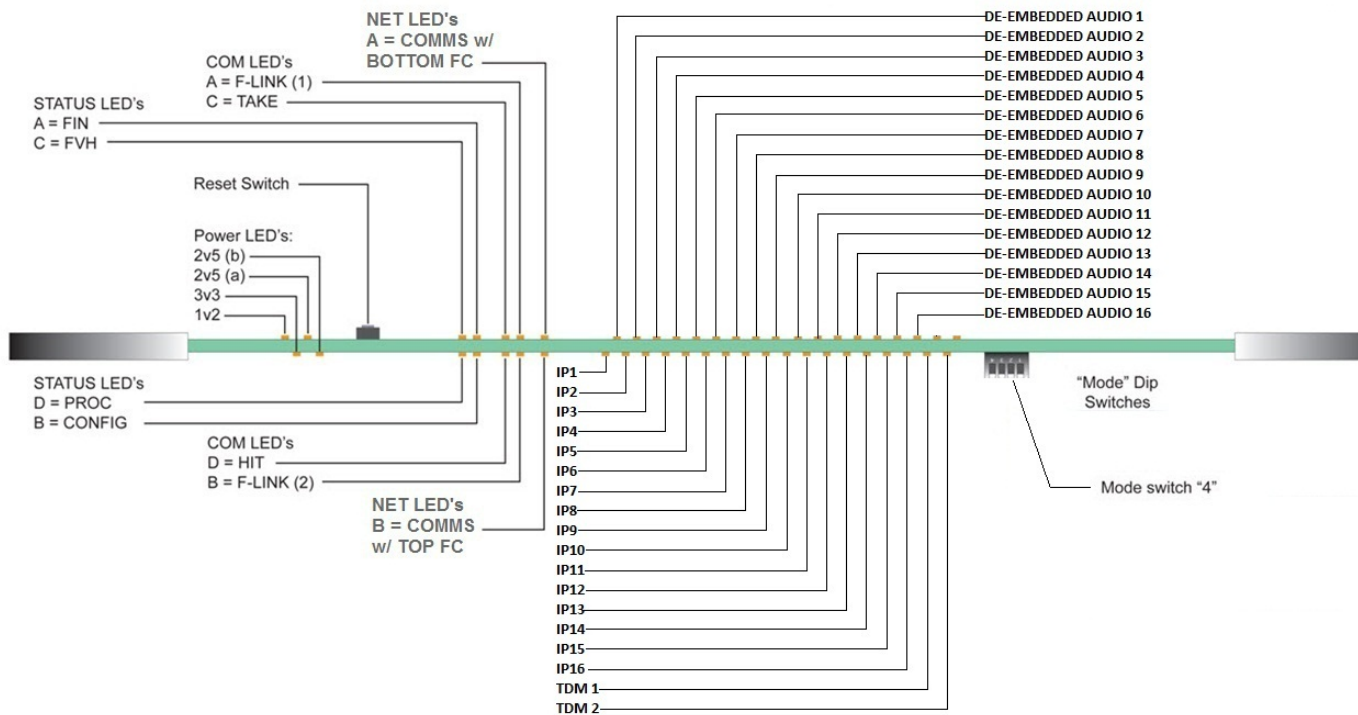 NET LED's
A = COMMS w/
BOTTOM FC
COM LED's
A = F-LINK (1)
C = TAKE
STATUS LED's
A = FIN
C = FVH
Reset Switch
Power LED's:
2v5 (b)
2v5 (a)
3v3
1v2
DE-EMBEDDED AUDIO 1
DE-EMBEDDED AUDIO 2
DE-EMBEDDED AUDIO 3
DE-EMBEDDED AUDIO 4
DE-EMBEDDED AUDIO 5
DE-EMBEDDED AUDIO 6
DE-EMBEDDED AUDIO 7
DE-EMBEDDED AUDIO 8
DE-EMBEDDED AUDIO 9
DE-EMBEDDED AUDIO 10
DE-EMBEDDED AUDIO 11
DE-EMBEDDED AUDIO 12
DE-EMBEDDED AUDIO 13
DE-EMBEDDED AUDIO 14
DE-EMBEDDED AUDIO 15
DE-EMBEDDED AUDIO 16
STATUS LED's
D = PROC
B = CONFIG
COM LED's
D = HIT
B = F-LINK (2)
NET LED's
B = COMMS
w/ TOP FC
IP1
IP2
IP3
IP4
IP5
IP6
IP7
IP8
IP9
IP10
IP11
IP12
IP13
IP14
IP15
IP16
TDM 1
TDM 2
“Mode” Dip
Switches
Mode switch “4”